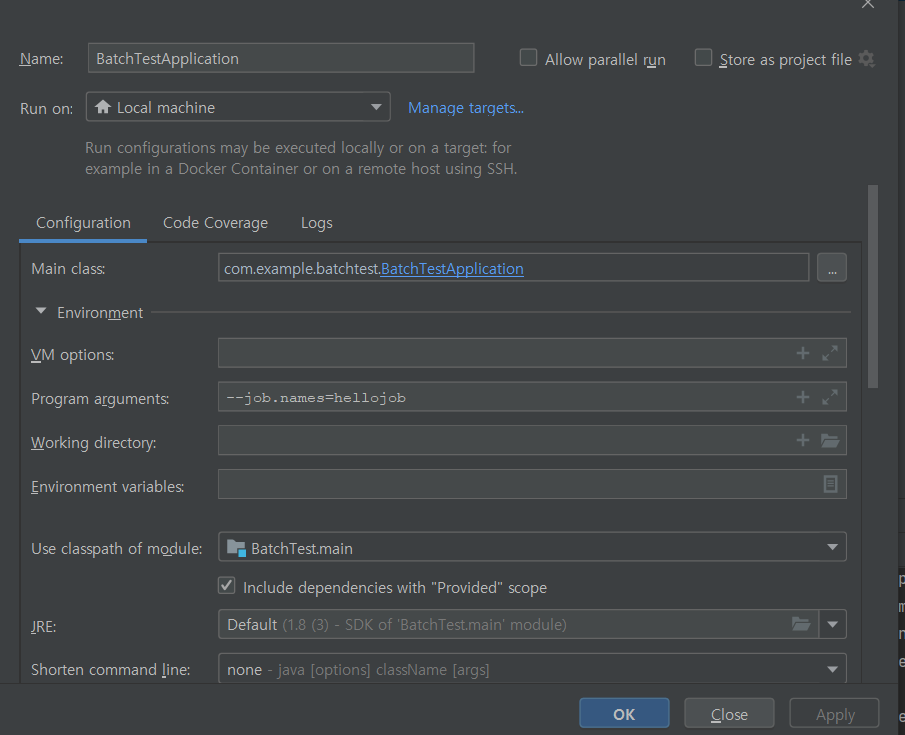 Name: BatchTestApplication Allow parallel run Store as project file
Run on: Local machine Manage targets...
Run configurations may be executed locally or on a target: for
example in a Docker Container or on a remote host using SSH.
Configuration Code Coverage Logs
Main class: com.example.batchtest.BatchTestApplication ...
Environment
VM options:
Program arguments: --job.names=hellojob
Working directory:
Environment variables:
Use classpath of module: BatchTest.main
Include dependencies with "Provided" scope
JRE: Default (1.8 (3) - SDK of 'BatchTest.main' module)
Shorten command line: none - java [options] className [args]
OK Close Apply